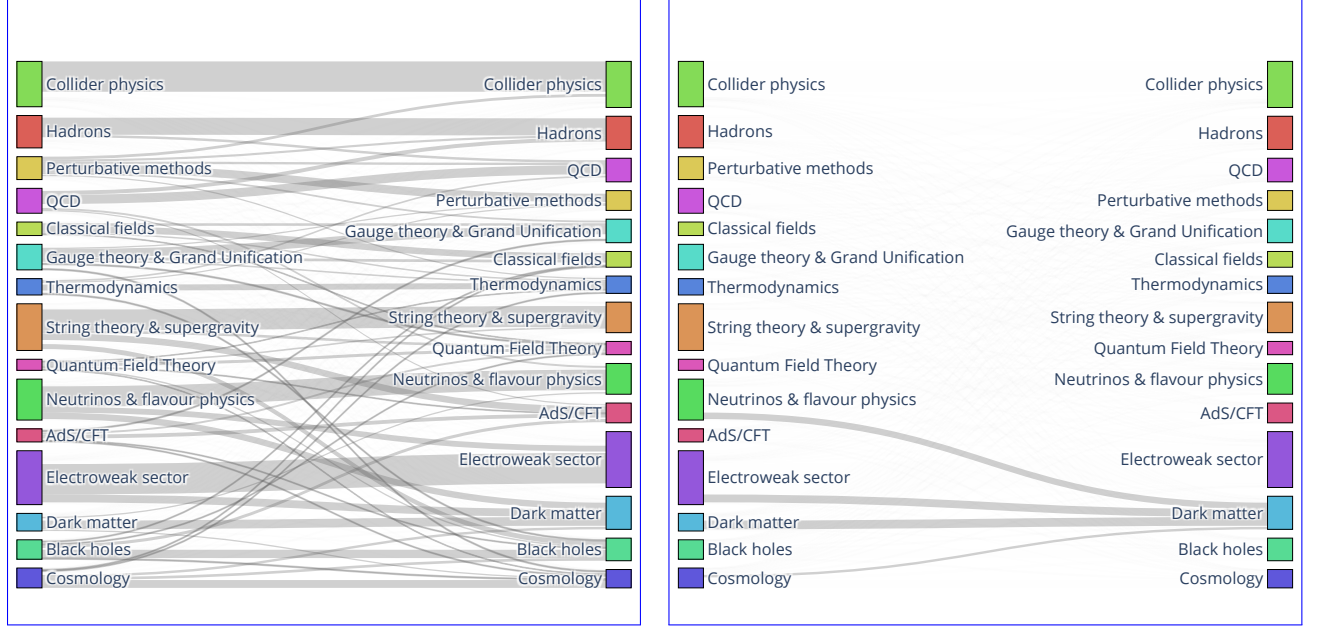 Collider physics
Hadrons
Perturbative methods
QCD
Classical fields
Gauge theory & Grand Unification
Thermodynamics
String theory & supergravity
Quantum Field Theory
Neutrinos & flavour physics
AdS/CFT
Electroweak sector
Dark matter
Black holes
Cosmology
Collider physics
Hadrons
QCD
Perturbative methods
Gauge theory & Grand Unification
Classical fields
Thermodynamics
String theory & supergravity
Quantum Field Theory
Neutrinos & flavour physics
AdS/CFT
Electroweak sector
Dark matter
Black holes
Cosmology
Collider physics
Hadrons
Perturbative methods
QCD
Classical fields
Gauge theory & Grand Unification
Thermodynamics
String theory & supergravity
Quantum Field Theory
Neutrinos & flavour physics
AdS/CFT
Electroweak sector
Dark matter
Black holes
Cosmology
Collider physics
Hadrons
QCD
Perturbative methods
Gauge theory & Grand Unification
Classical fields
Thermodynamics
String theory & supergravity
Quantum Field Theory
Neutrinos & flavour physics
AdS/CFT
Electroweak sector
Dark matter
Black holes
Cosmology